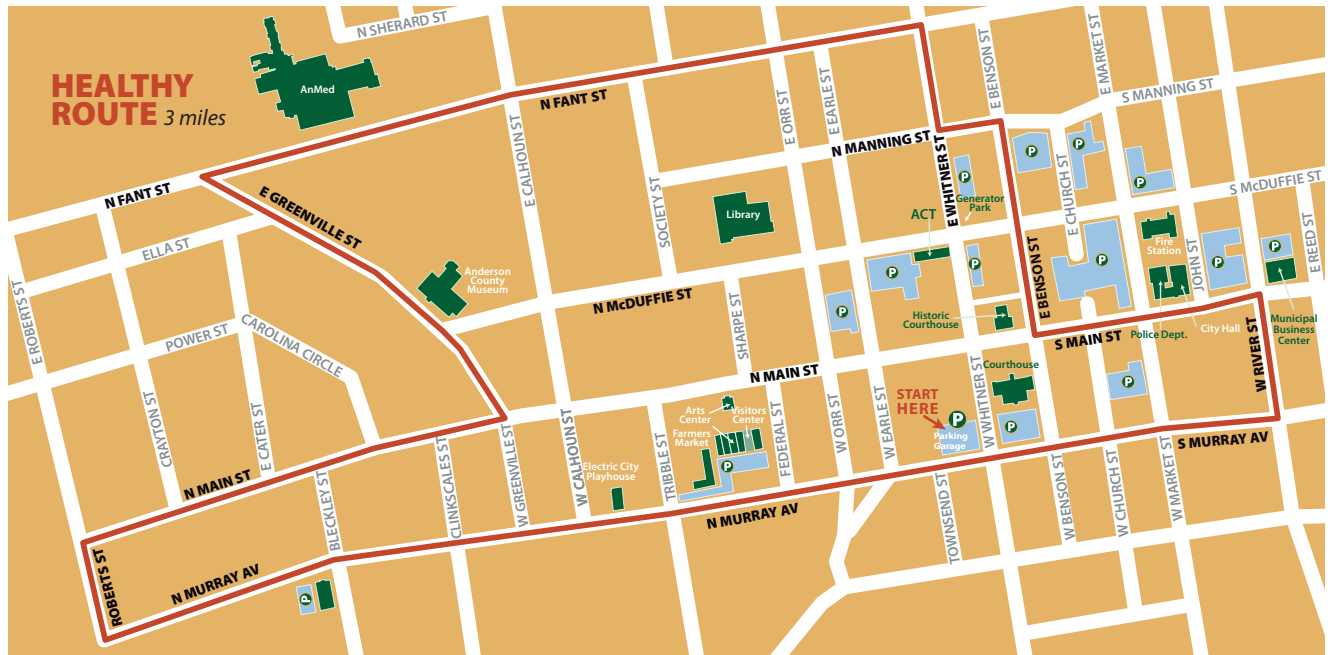 HEALTHY
ROUTE 3 miles
N SHERARD ST
AnMed
N FANT ST
N FANT ST
E GREENVILLE ST
ELLA ST
E ROBERTS ST
POWER ST
CAROLINA CIRCLE
CRAYTON ST
E CATER ST
N MAIN ST
ROBERTS ST
N MURRAY AV
BLECKLEY ST
P
CLINKSCALES ST
W GREENVILLE ST
W CALHOUN ST
E CALHOUN ST
Anderson
County
Museum
SOCIETY ST
Library
N McDUFFIE ST
SHARPE ST
N MAIN ST
Electric City
Playhouse
TRIBBLE ST
Arts
Center
Visitors
Center
Farmers
Market
P
FEDERAL ST
N MURRAY AV
E ORR ST
E EARLE ST
N MANNING ST
E WHITNER ST
ACT
P
Generator
Park
P
P
P
Historic
Courthouse
W ORR ST
W EARLE ST
START
HERE
P
Parking
Garage
W WHITNER ST
Courthouse
P
TOWNSEND ST
E BENSON ST
E BENSON ST
E MARKET ST
S MANNING ST
P
P
P
E CHURCH ST
S McDUFFIE ST
P
Fire
Station
JOHN ST
P
P
E REED ST
S MAIN ST
Police Dept.
City Hall
Municipal
Business
Center
W RIVER ST
P
S MURRAY AV
W BENSON ST
W CHURCH ST
W MARKET ST